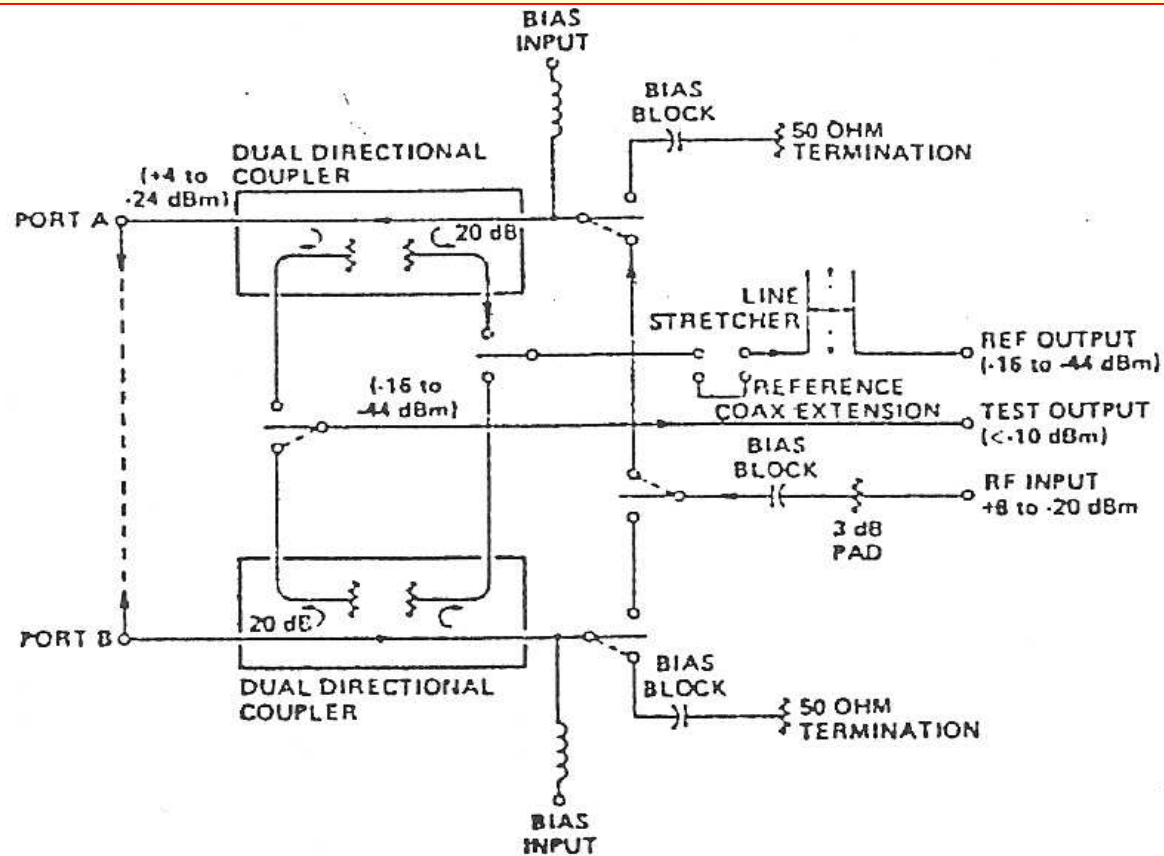 BIAS
INPUT
BIAS
BLOCK
50 OHM
TERMINATION
DUAL DIRECTIONAL
COUPLER
(+4 to
-24 dBm)
PORT A
20 dB
LINE
STRETCHER
REF OUTPUT
(-16 to -44 dBm)
(-16 to
-44 dBm)
REFERENCE
COAX EXTENSION
TEST OUTPUT
(<-10 dBm)
BIAS
BLOCK
RF INPUT
+8 to -20 dBm
3 dB
PAD
20 dB
PORT B
DUAL DIRECTIONAL
COUPLER
BIAS
BLOCK
50 OHM
TERMINATION
BIAS
INPUT